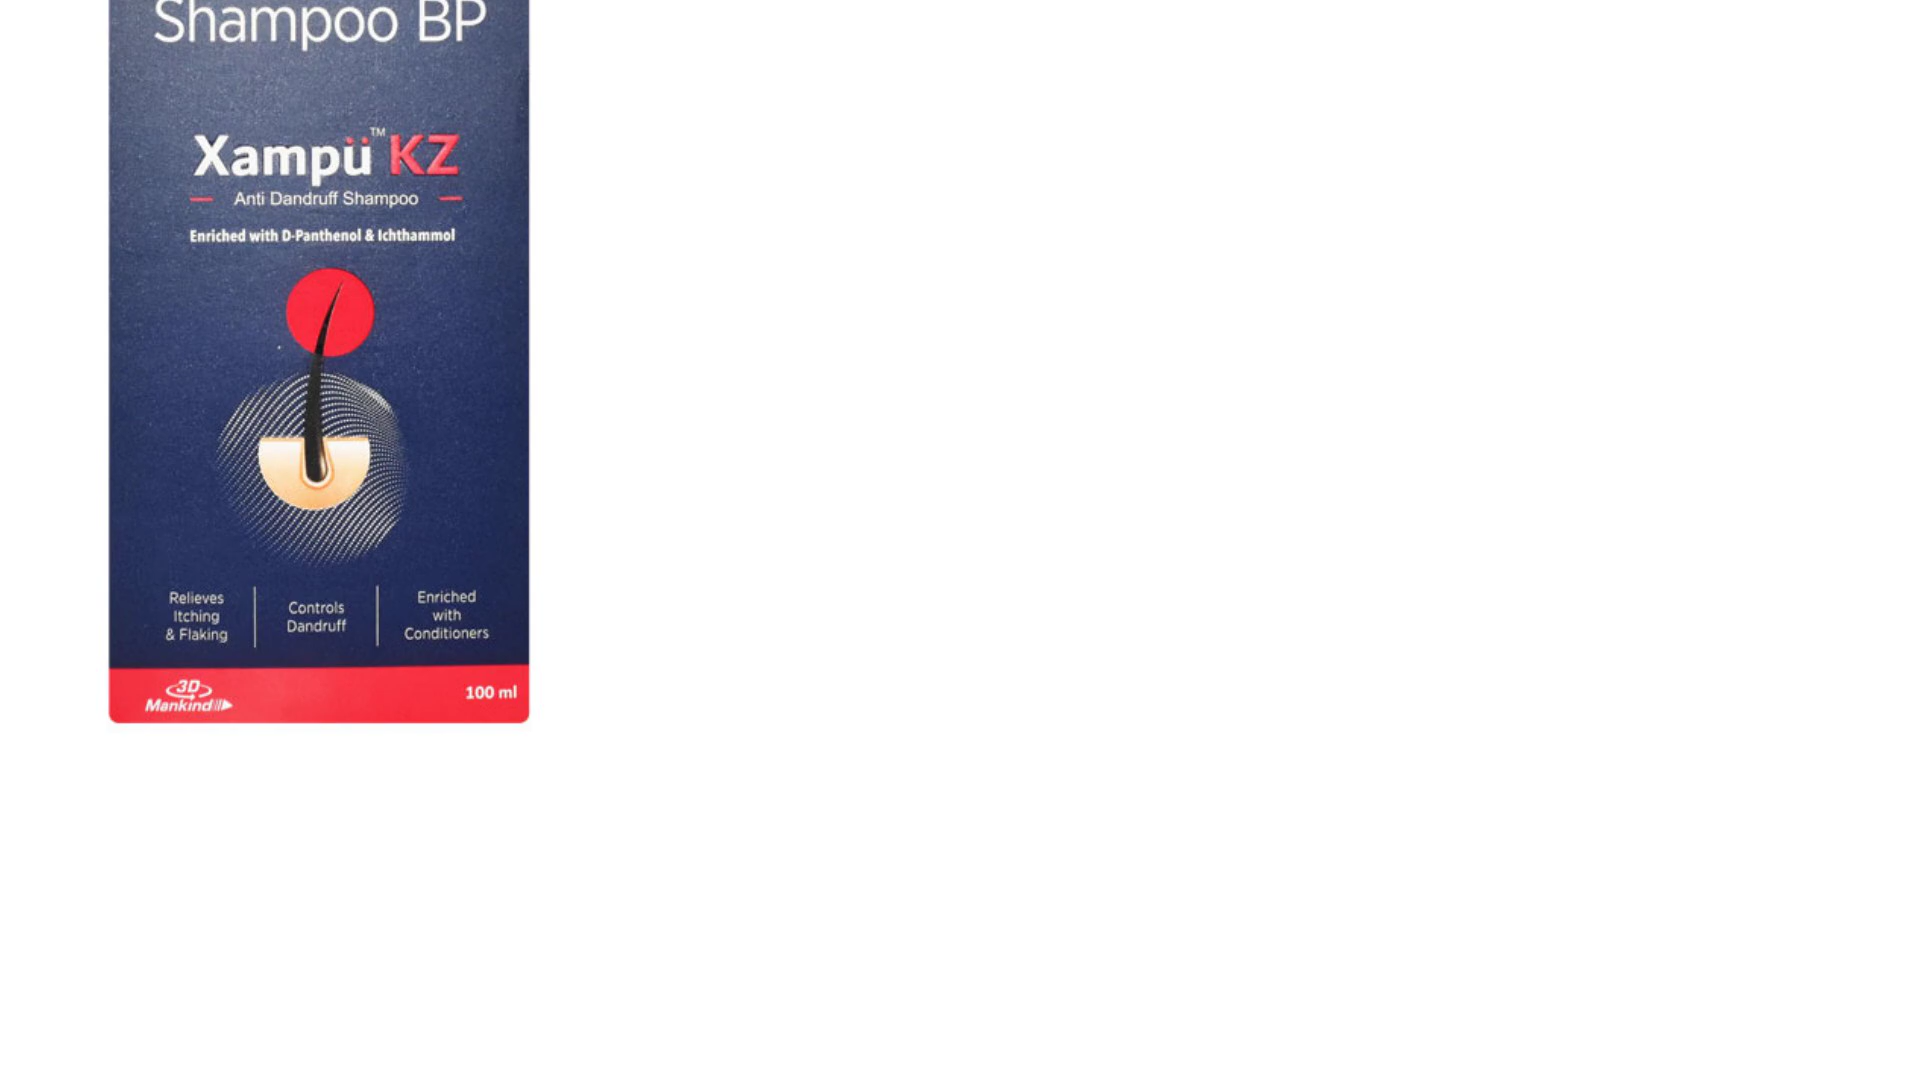 Shampoo BP
Xampü™ KZ
Anti Dandruff Shampoo
Enriched with D-Panthenol & Ichthammol
Relieves
Itching
& Flaking
Controls
Dandruff
Enriched
with
Conditioners
3D
Mankind
100 ml